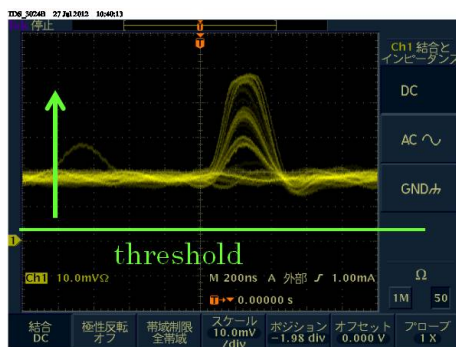 TDS_3024B 27 Jul 2012 10:40:13
停止
Ch1 結合と
インピーダンス
DC
AC
GND
threshold
Ch1 10.0mVΩ M 200ns A 外部 ∫ 1.00mA
0.00000 s
Ω
1M 50
結合
DC
極性反転
オフ
帯域制限
全帯域
スケール
10.0mV
/div
ポジション
-1.98 div
オフセット
0.000 V
プローブ
1 X